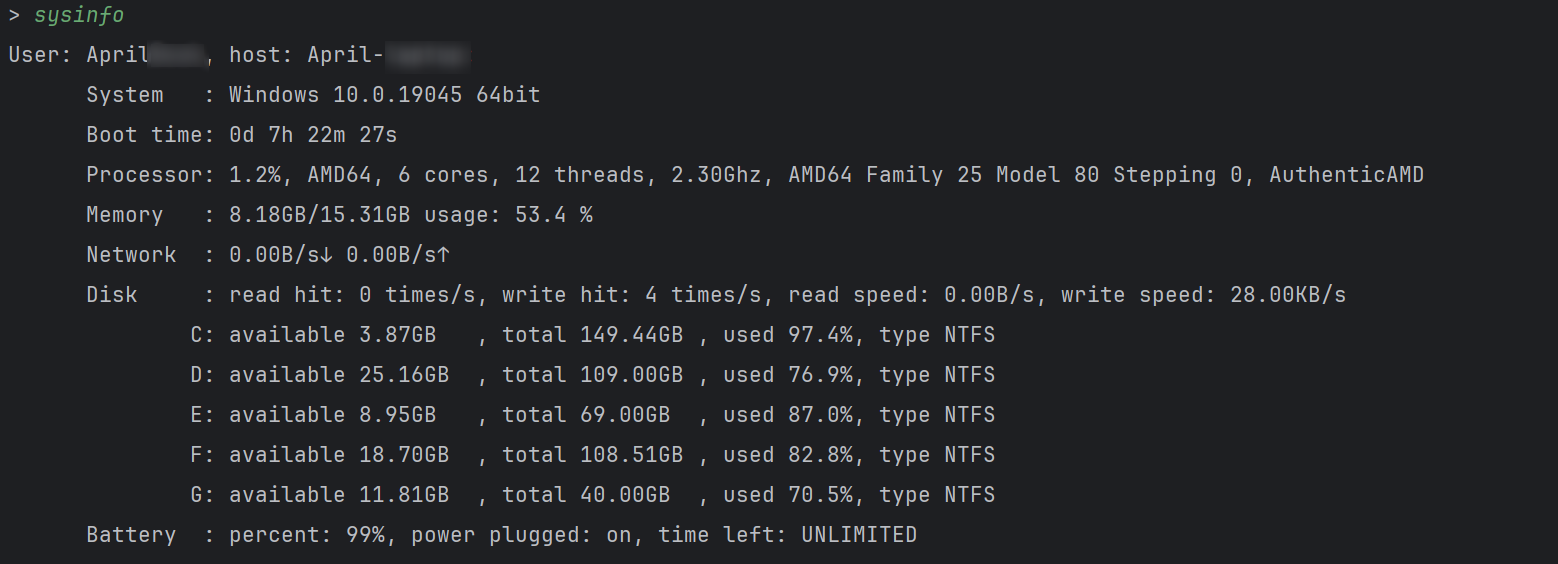 > sysinfo
User: April, host: April-
System   : Windows 10.0.19045 64bit
Boot time: 0d 7h 22m 27s
Processor: 1.2%, AMD64, 6 cores, 12 threads, 2.30Ghz, AMD64 Family 25 Model 80 Stepping 0, AuthenticAMD
Memory   : 8.18GB/15.31GB usage: 53.4 %
Network  : 0.00B/s↓ 0.00B/s↑
Disk     : read hit: 0 times/s, write hit: 4 times/s, read speed: 0.00B/s, write speed: 28.00KB/s
C: available 3.87GB   , total 149.44GB , used 97.4%, type NTFS
D: available 25.16GB  , total 109.00GB , used 76.9%, type NTFS
E: available 8.95GB   , total 69.00GB  , used 87.0%, type NTFS
F: available 18.70GB  , total 108.51GB , used 82.8%, type NTFS
G: available 11.81GB  , total 40.00GB  , used 70.5%, type NTFS
Battery  : percent: 99%, power plugged: on, time left: UNLIMITED